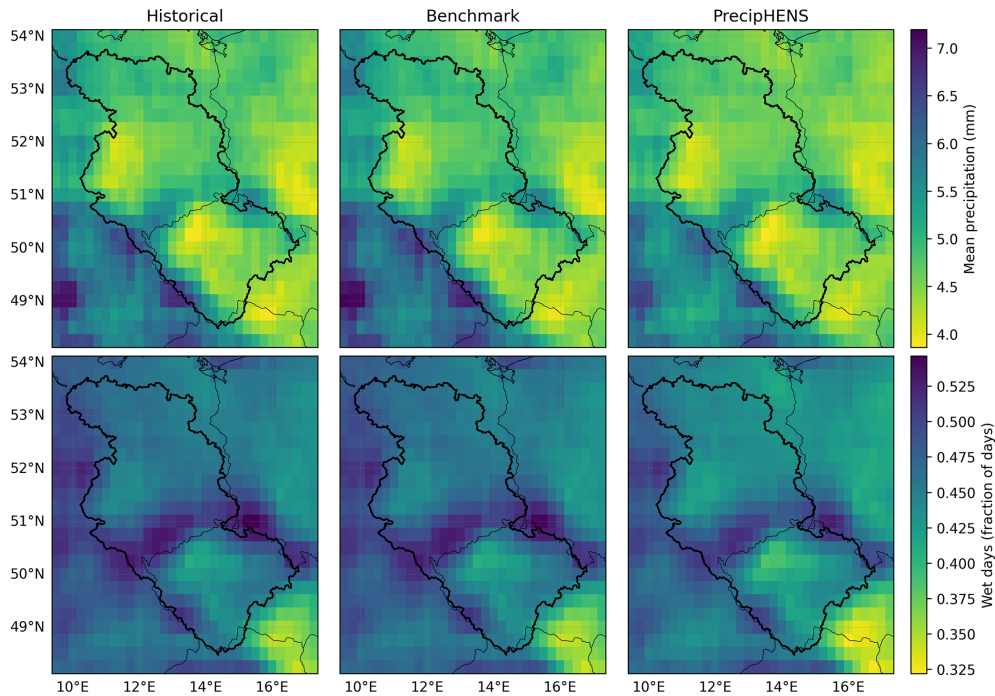 Historical
Benchmark
PrecipHENS
54°N
53°N
52°N
51°N
50°N
49°N
7.0
6.5
6.0
5.5
5.0
4.5
4.0
Mean precipitation (mm)
54°N
53°N
52°N
51°N
50°N
49°N
0.525
0.500
0.475
0.450
0.425
0.400
0.375
0.350
0.325
Wet days (fraction of days)
10°E 12°E 14°E 16°E
10°E 12°E 14°E 16°E
10°E 12°E 14°E 16°E